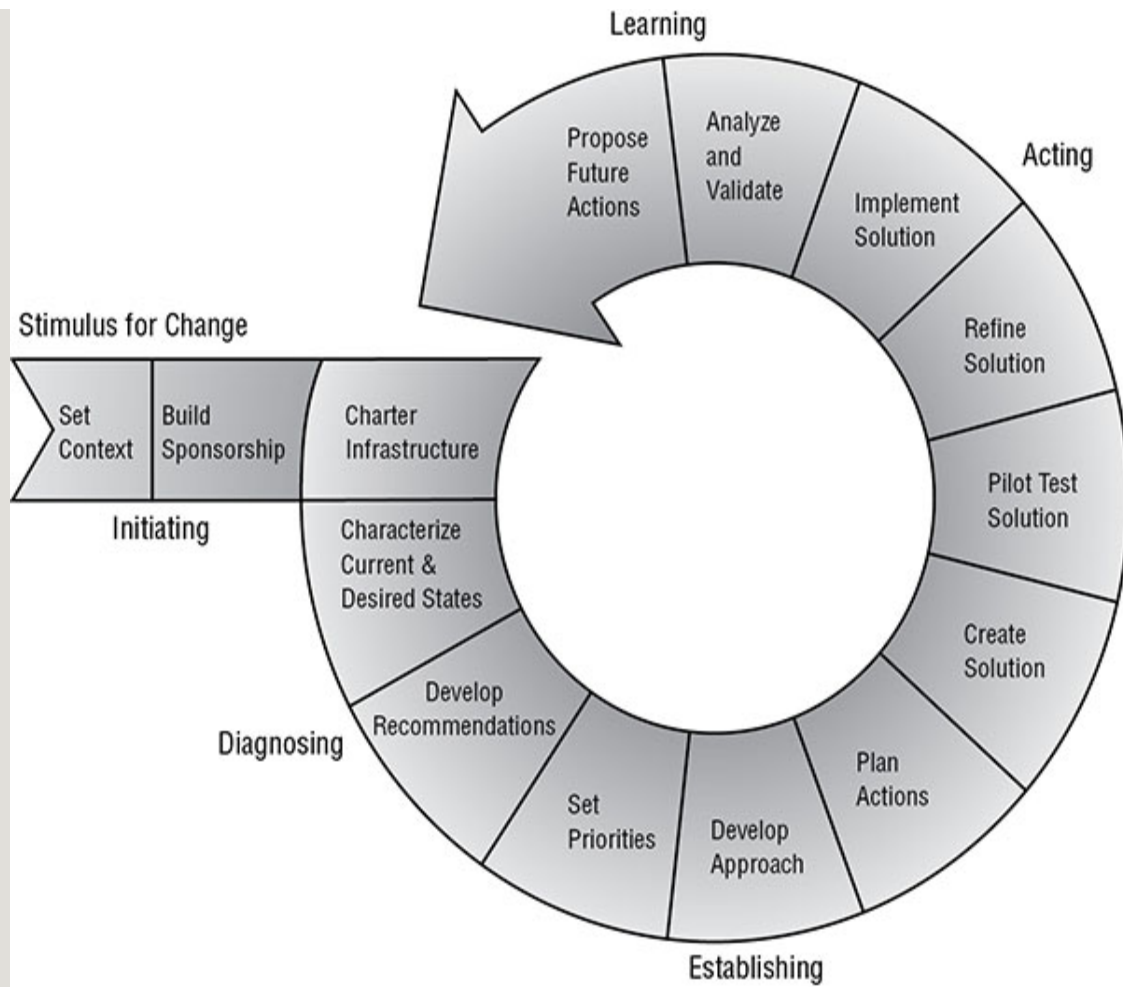 Learning
Propose
Future
Actions
Analyze
and
Validate
Acting
Implement
Solution
Refine
Solution
Stimulus for Change
Set
Context
Build
Sponsorship
Charter
Infrastructure
Initiating
Characterize
Current &
Desired States
Pilot Test
Solution
Create
Solution
Develop
Recommendations
Diagnosing
Set
Priorities
Develop
Approach
Plan
Actions
Establishing